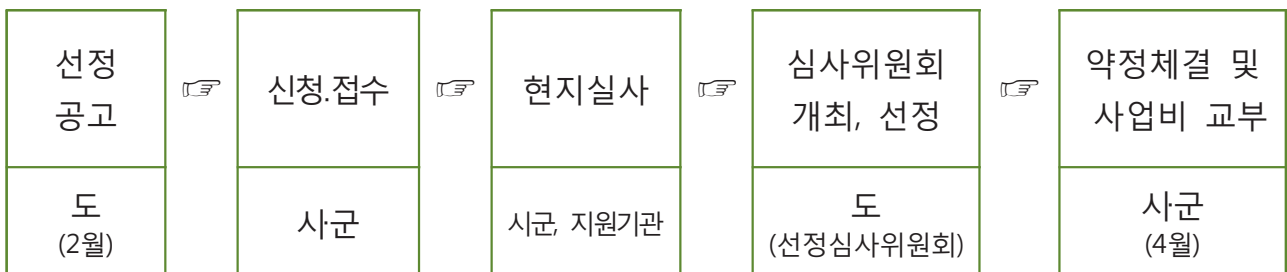 선정
공고
☞
신청.접수
☞
현지실사
☞
심사위원회
개최, 선정
☞
약정체결 및
사업비 교부
도
(2월)
시·군
시군, 지원기관
도
(선정심사위원회)
시·군
(4월)